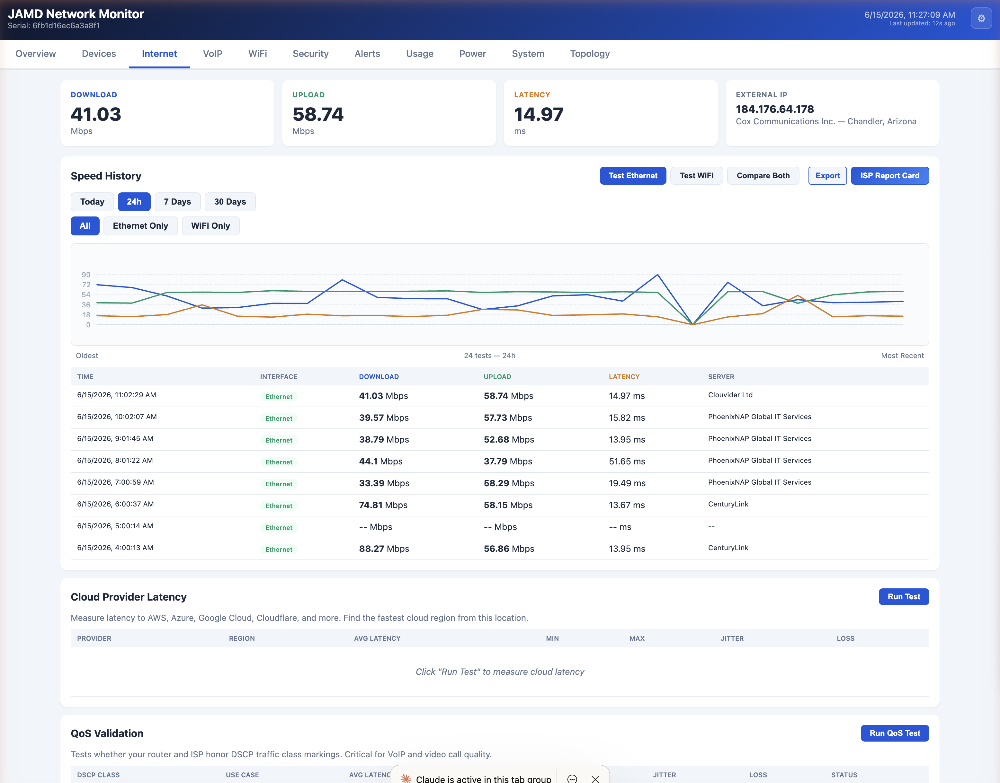 JAMD Network Monitor
Serial: 6fb1d16ec6a3a8f1
6/15/2026, 11:27:09 AM
Last updated: 12s ago
Overview Devices Internet VoIP WiFi Security Alerts Usage Power System Topology
DOWNLOAD
41.03
Mbps
UPLOAD
58.74
Mbps
LATENCY
14.97
ms
EXTERNAL IP
184.176.64.178
Cox Communications Inc. — Chandler, Arizona
Speed History
Test Ethernet Test WiFi Compare Both Export ISP Report Card
Today 24h 7 Days 30 Days
All Ethernet Only WiFi Only
90
72
54
36
18
0
Oldest 24 tests — 24h Most Recent
TIME INTERFACE DOWNLOAD UPLOAD LATENCY SERVER
6/15/2026, 11:02:29 AM Ethernet 41.03 Mbps 58.74 Mbps 14.97 ms Clouvider Ltd
6/15/2026, 10:02:07 AM Ethernet 39.57 Mbps 57.73 Mbps 15.82 ms PhoenixNAP Global IT Services
6/15/2026, 9:01:45 AM Ethernet 38.79 Mbps 52.68 Mbps 13.95 ms PhoenixNAP Global IT Services
6/15/2026, 8:01:22 AM Ethernet 44.1 Mbps 37.79 Mbps 51.65 ms PhoenixNAP Global IT Services
6/15/2026, 7:00:59 AM Ethernet 33.39 Mbps 58.29 Mbps 19.49 ms PhoenixNAP Global IT Services
6/15/2026, 6:00:37 AM Ethernet 74.81 Mbps 58.15 Mbps 13.67 ms CenturyLink
6/15/2026, 5:00:14 AM Ethernet -- Mbps -- Mbps -- ms --
6/15/2026, 4:00:13 AM Ethernet 88.27 Mbps 56.86 Mbps 13.95 ms CenturyLink
Cloud Provider Latency
Run Test
Measure latency to AWS, Azure, Google Cloud, Cloudflare, and more. Find the fastest cloud region from this location.
PROVIDER REGION AVG LATENCY MIN MAX JITTER LOSS
Click "Run Test" to measure cloud latency
QoS Validation
Run QoS Test
Tests whether your router and ISP honor DSCP traffic class markings. Critical for VoIP and video call quality.
DSCP CLASS USE CASE AVG LATENC JITTER LOSS STATUS
Claude is active in this tab group